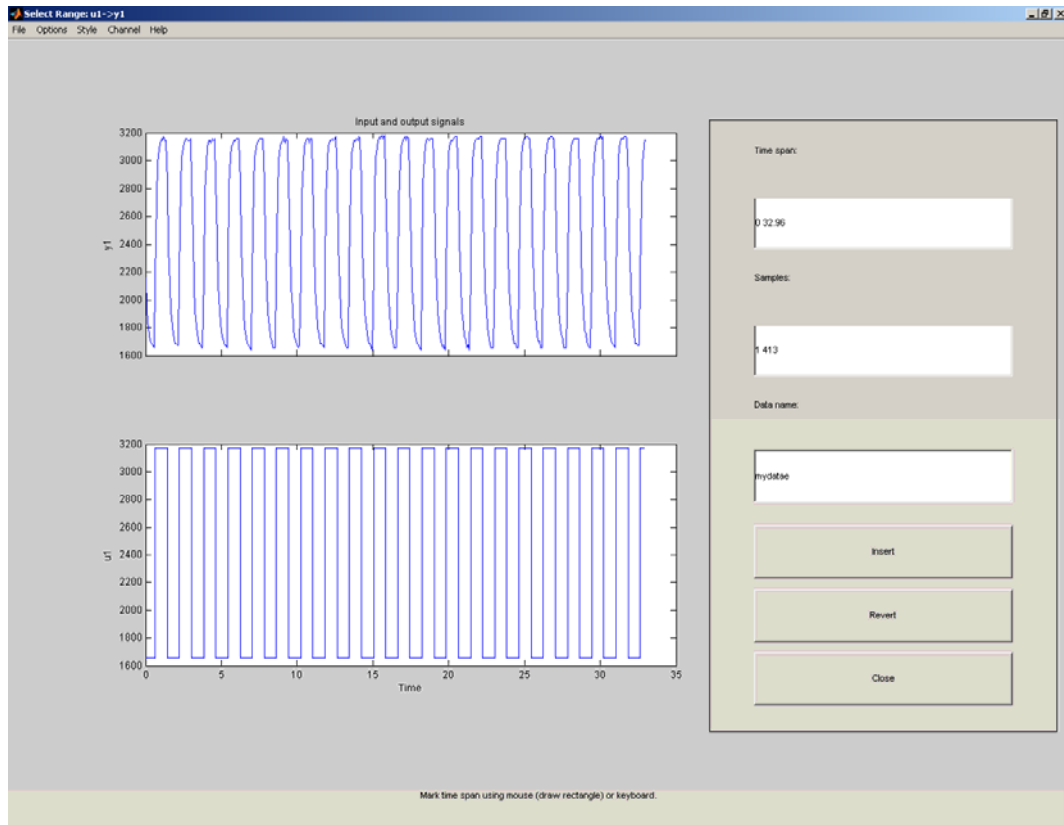 Select Range: u1->y1
File Options Style Channel Help
Input and output signals
3200
3000
2800
2600
2400
2200
2000
1800
1600
y1
3200
3000
2800
2600
2400
2200
2000
1800
1600
u1
0 5 10 15 20 25 30 35
Time
Time span:
0 32.96
Samples:
1 413
Data name:
mydatae
Insert
Revert
Close
Mark time span using mouse (draw rectangle) or keyboard.